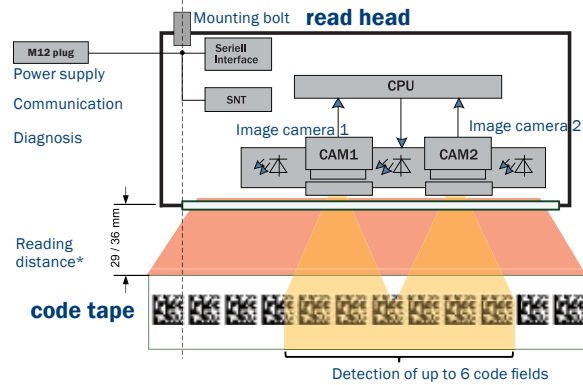 Mounting bolt
read head
M12 plug
Seriell
Interface
Power supply
CPU
Communication
SNT
Image camera 1
Image camera 2
Diagnosis
CAM1
CAM2
29 / 36 mm
Reading
distance*
code tape
Detection of up to 6 code fields